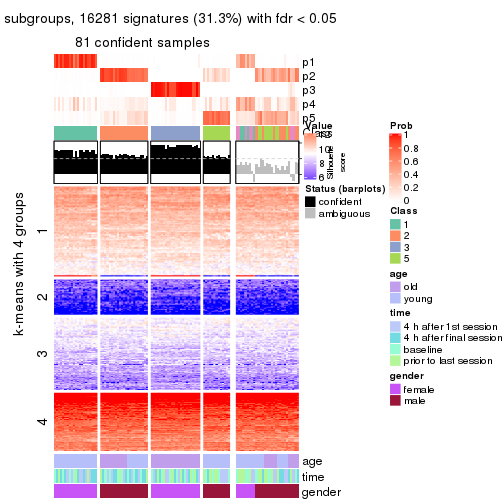 subgroups, 16281 signatures (31.3%) with fdr < 0.05
81 confident samples
p1
p2
p3
p4
p5
Class
Silhouette
score
k-means with 4 groups
1
2
3
4
age
time
gender
Value
10
8
6
Status (barplots)
confident
ambiguous
Prob
1
0.8
0.6
0.4
0.2
0
Class
1
2
3
5
age
old
young
time
4 h after 1st session
4 h after final session
baseline
prior to last session
gender
female
male